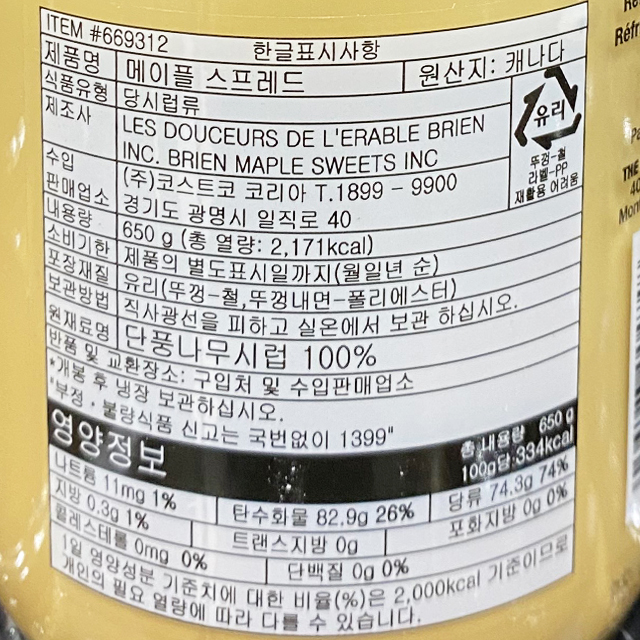 ITEM #669312 한글표시사항
제품명 메이플 스프레드 원산지: 캐나다
식품유형 당시럽류
제조사 LES DOUCEURS DE L'ERABLE BRIEN
INC. BRIEN MAPLE SWEETS INC
유리
뚜껑-철
라벨-PP
재활용 어려움
수입 (주)코스트코 코리아 T.1899 - 9900
판매업소 경기도 광명시 일직로 40
내용량 650 g (총 열량: 2,171kcal)
소비기한 제품의 별도표시일까지(월일년 순)
포장재질 유리(뚜껑-철,뚜껑내면-폴리에스터)
보관방법 직사광선을 피하고 실온에서 보관 하십시오.
원재료명 단풍나무시럽 100%
반품 및 교환장소: 구입처 및 수입판매업소
*개봉 후 냉장 보관하십시오.
"부정·불량식품 신고는 국번없이 1399"
영양정보 총 내용량 650 g
100g당 334kcal
나트륨 11mg 1% 탄수화물 82.9g 26% 당류 74.3g 74%
지방 0.3g 1% 트랜스지방 0g 포화지방 0g 0%
콜레스테롤 0mg 0% 단백질 0g 0%
1일 영양성분 기준치에 대한 비율(%)은 2,000kcal 기준이므로
개인의 필요 열량에 따라 다를 수 있습니다.
THE